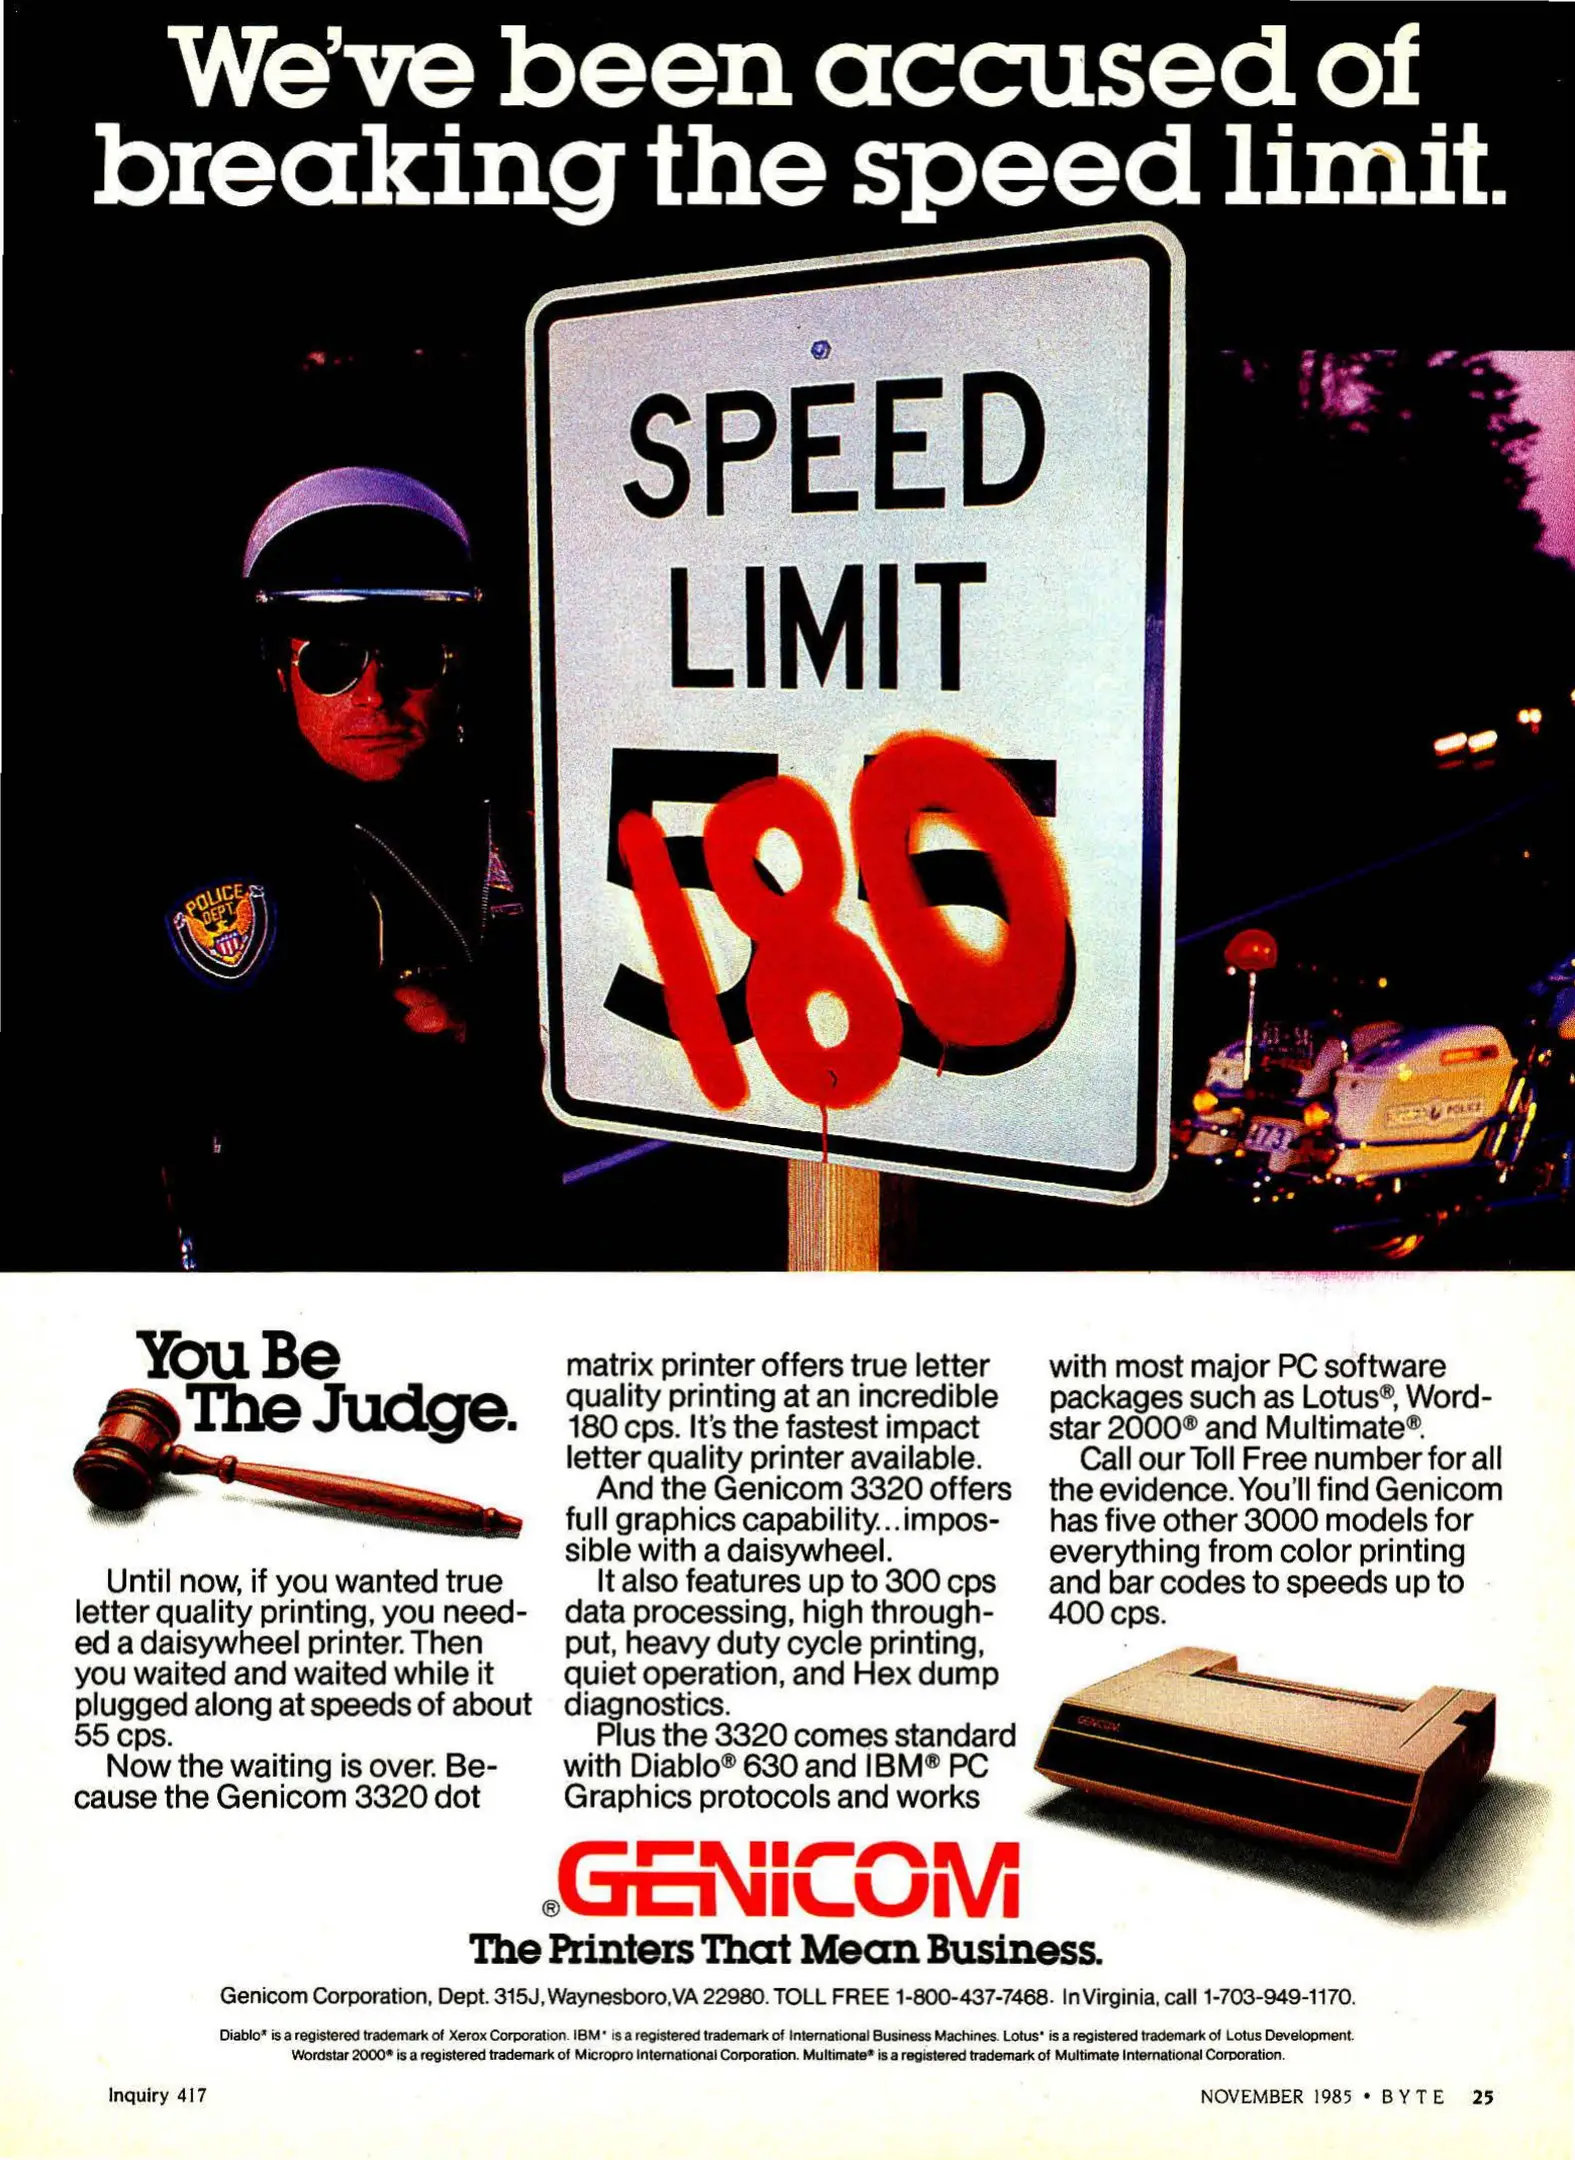 We've been accused of
breaking the speed limit.
SPEED
LIMIT
55
180
POLICE
DEPT.
POLICE
You Be
The Judge.
Until now, if you wanted true
letter quality printing, you need-
ed a daisywheel printer. Then
you waited and waited while it
plugged along at speeds of about
55 cps.
Now the waiting is over. Be-
cause the Genicom 3320 dot
matrix printer offers true letter
quality printing at an incredible
180 cps. It's the fastest impact
letter quality printer available.
And the Genicom 3320 offers
full graphics capability...impos-
sible with a daisywheel.
It also features up to 300 cps
data processing, high through-
put, heavy duty cycle printing,
quiet operation, and Hex dump
diagnostics.
Plus the 3320 comes standard
with Diablo® 630 and IBM® PC
Graphics protocols and works
with most major PC software
packages such as Lotus®, Word-
star 2000® and Multimate®.
Call our Toll Free number for all
the evidence. You'll find Genicom
has five other 3000 models for
everything from color printing
and bar codes to speeds up to
400 cps.
GENICOM
®GENICOM
The Printers That Mean Business.
Genicom Corporation, Dept. 315J, Waynesboro, VA 22980. TOLL FREE 1-800-437-7468. In Virginia, call 1-703-949-1170.
Diablo® is a registered trademark of Xerox Corporation. IBM® is a registered trademark of International Business Machines. Lotus® is a registered trademark of Lotus Development.
Wordstar 2000® is a registered trademark of Micropro International Corporation. Multimate® is a registered trademark of Multimate International Corporation.
Inquiry 417
NOVEMBER 1985 • BYTE 25